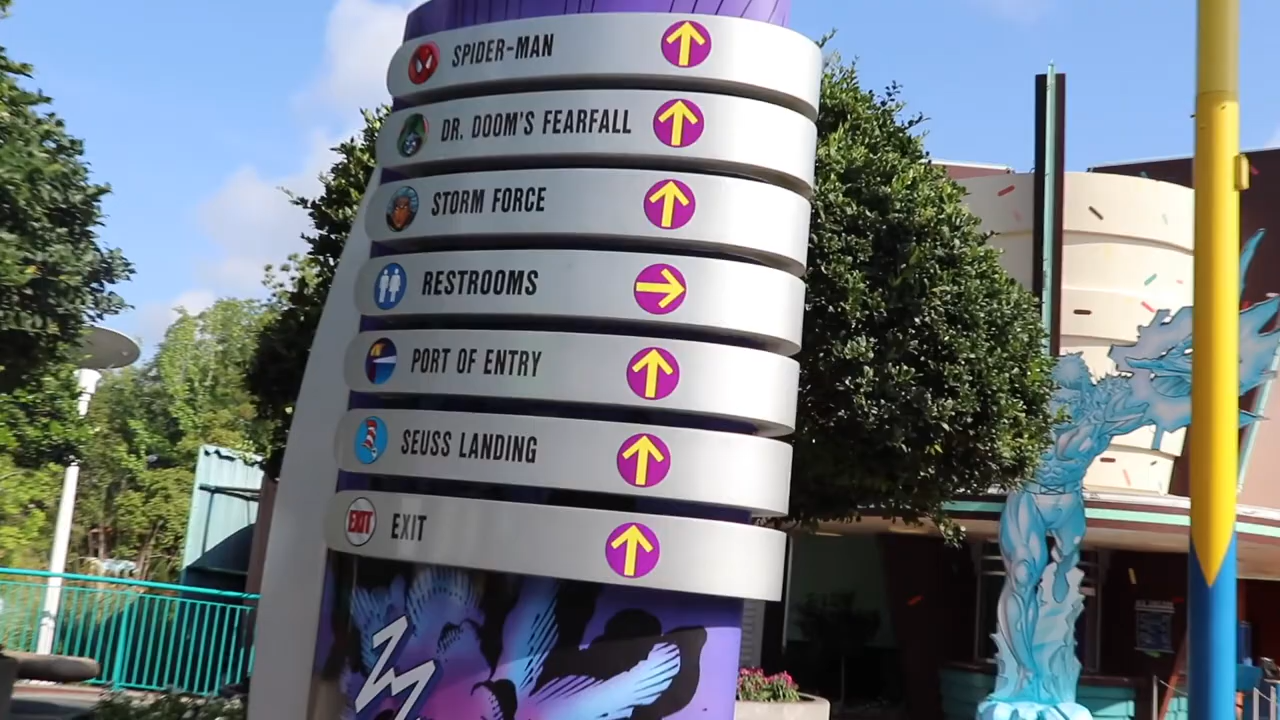 SPIDER-MAN
DR. DOOM'S FEARFALL
STORM FORCE
RESTROOMS
PORT OF ENTRY
SEUSS LANDING
EXIT EXIT